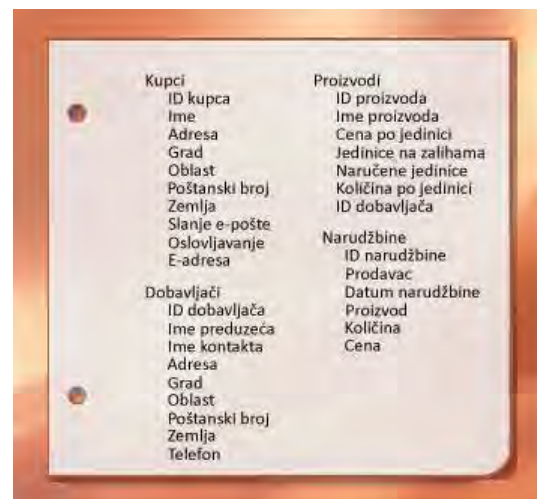 Kupci
ID kupca
Ime
Adresa
Grad
Oblast
Poštanski broj
Zemlja
Slanje e-pošte
Oslovljavanje
E-adresa
Dobavljači
ID dobavljača
Ime preduzeća
Ime kontakta
Adresa
Grad
Oblast
Poštanski broj
Zemlja
Telefon
Proizvodi
ID proizvoda
Ime proizvoda
Cena po jedinici
Jedinice na zalihama
Naručene jedinice
Količina po jedinici
ID dobavljača
Narudžbine
ID narudžbine
Prodavac
Datum narudžbine
Proizvod
Količina
Cena